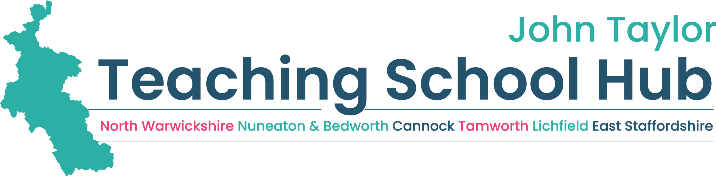 John Taylor
Teaching School Hub
North Warwickshire Nuneaton & Bedworth Cannock Tamworth Lichfield East Staffordshire